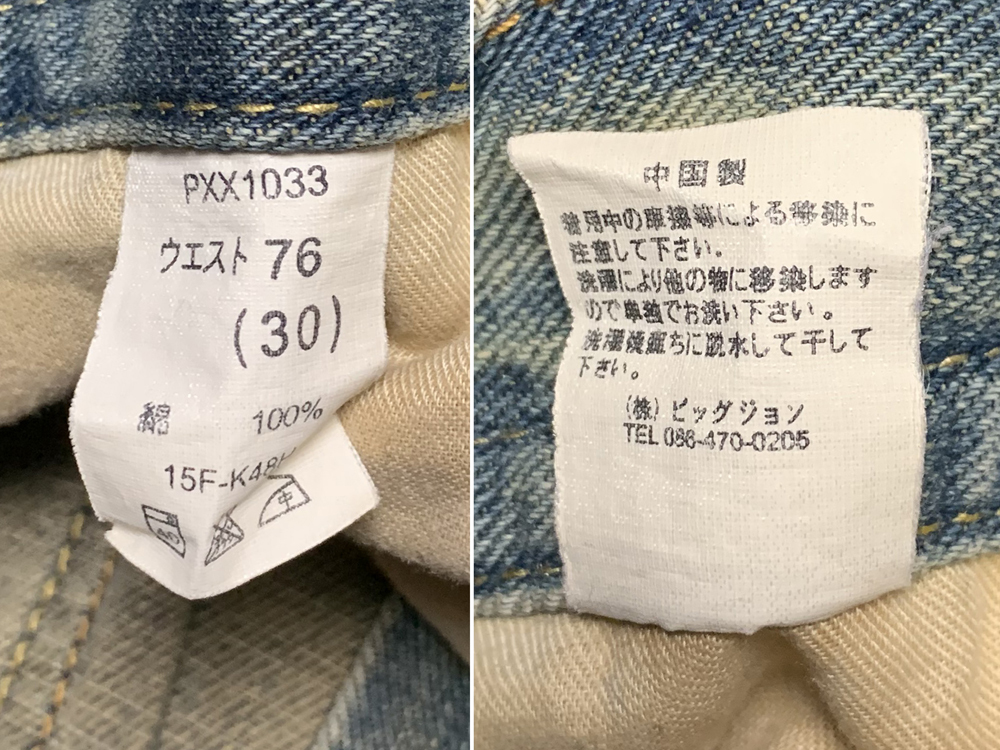 PXX1033
ウエスト 76
(30)
綿 100%
15F-K48
中
中国製
着用中の摩擦等による移染に
注意して下さい。
洗濯により他の物に移染します
ので単独でお洗い下さい。
洗濯後直ちに脱水して干して
下さい。
(株) ビッグジョン
TEL 086-470-0205